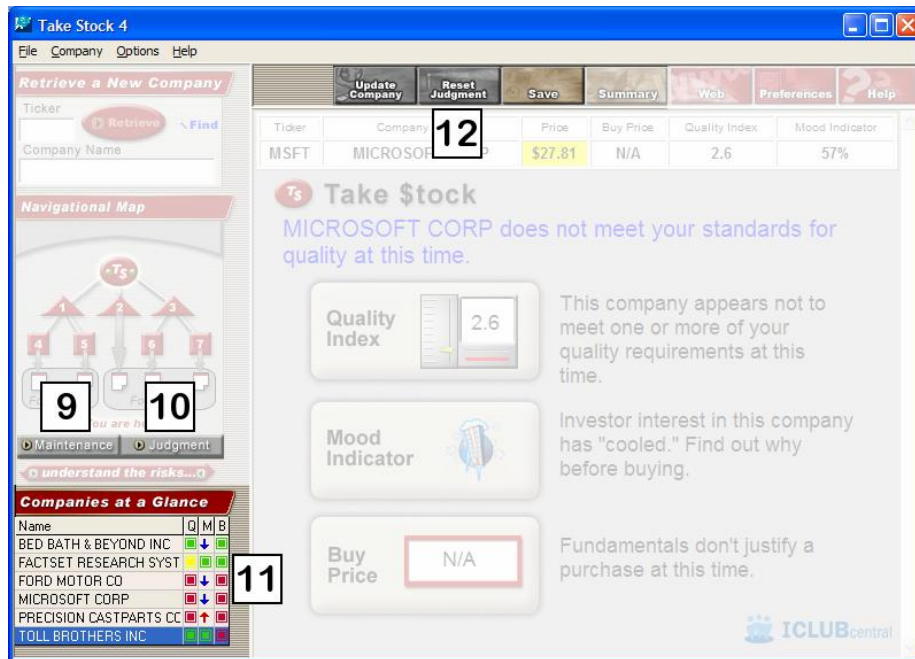 Take Stock 4
File Company Options Help
Retrieve a New Company
Ticker
Retrieve Find
Company Name
Navigational Map
TS
1 2 3
4 5 6 7
9 10
Maintenance Judgment
understand the risks...
Companies at a Glance
Name Q M B
BED BATH & BEYOND INC
FACTSET RESEARCH SYST
FORD MOTOR CO
MICROSOFT CORP
PRECISION CASTPARTS CC
TOLL BROTHERS INC
11
Update Company Reset Judgment Save Summary Web Preferences Help
12
Ticker Company Price Buy Price Quality Index Mood Indicator
MSFT $27.81 N/A 2.6 57%
TS Take $tock
MICROSOFT CORP does not meet your standards for
quality at this time.
Quality
Index
2.6
This company appears not to
meet one or more of your
quality requirements at this
time.
Mood
Indicator
Investor interest in this company
has "cooled." Find out why
before buying.
Buy
Price
N/A
Fundamentals don't justify a
purchase at this time.
ICLUBcentral